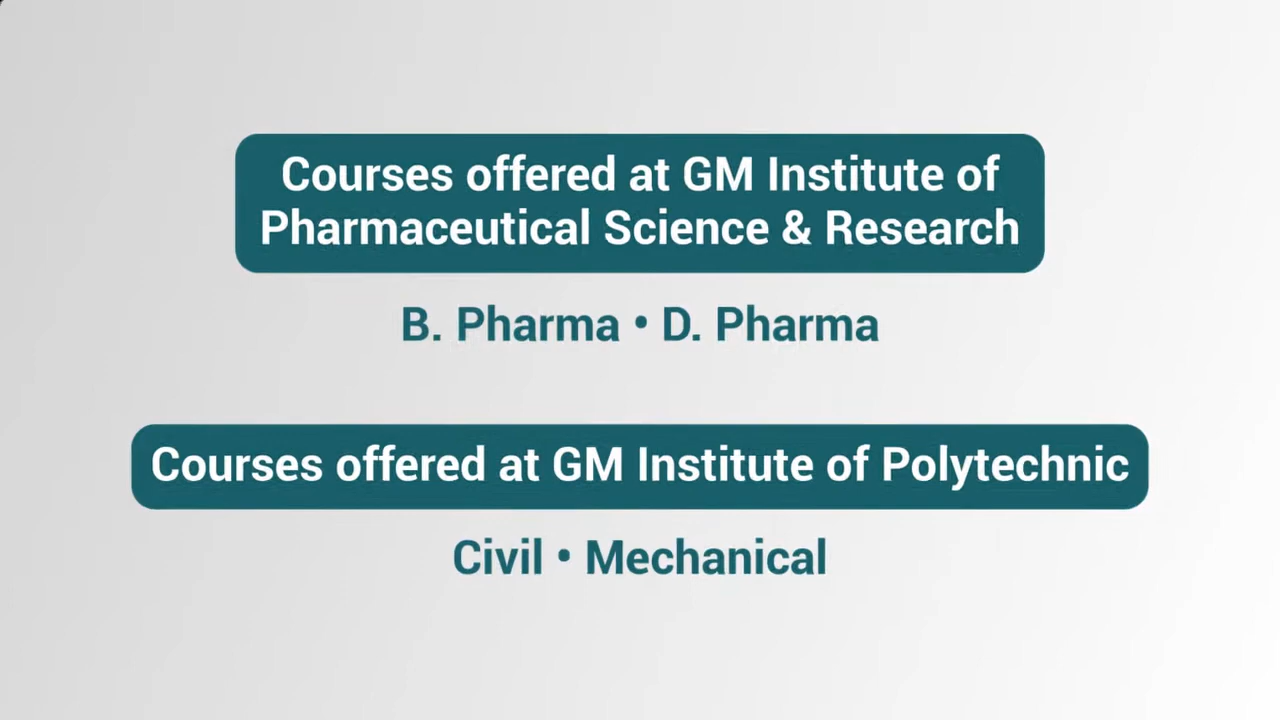 Courses offered at GM Institute of
Pharmaceutical Science & Research
B. Pharma • D. Pharma
Courses offered at GM Institute of Polytechnic
Civil • Mechanical